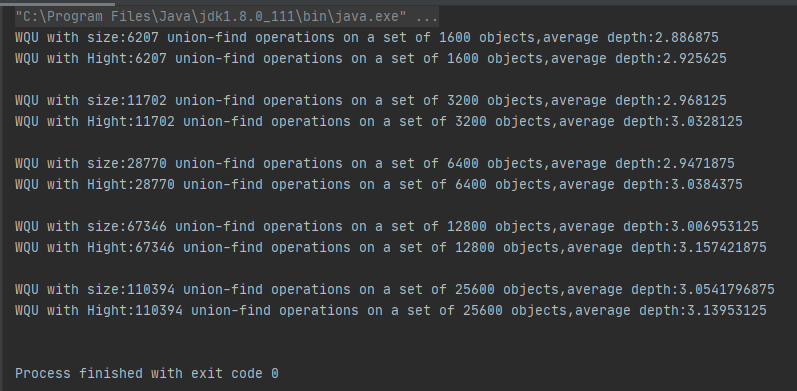 "C:\Program Files\Java\jdk1.8.0_111\bin\java.exe" ...
WQU with size:6207 union-find operations on a set of 1600 objects,average depth:2.886875
WQU with Hight:6207 union-find operations on a set of 1600 objects,average depth:2.925625
WQU with size:11702 union-find operations on a set of 3200 objects,average depth:2.968125
WQU with Hight:11702 union-find operations on a set of 3200 objects,average depth:3.0328125
WQU with size:28770 union-find operations on a set of 6400 objects,average depth:2.9471875
WQU with Hight:28770 union-find operations on a set of 6400 objects,average depth:3.0384375
WQU with size:67346 union-find operations on a set of 12800 objects,average depth:3.006953125
WQU with Hight:67346 union-find operations on a set of 12800 objects,average depth:3.157421875
WQU with size:110394 union-find operations on a set of 25600 objects,average depth:3.0541796875
WQU with Hight:110394 union-find operations on a set of 25600 objects,average depth:3.13953125
Process finished with exit code 0